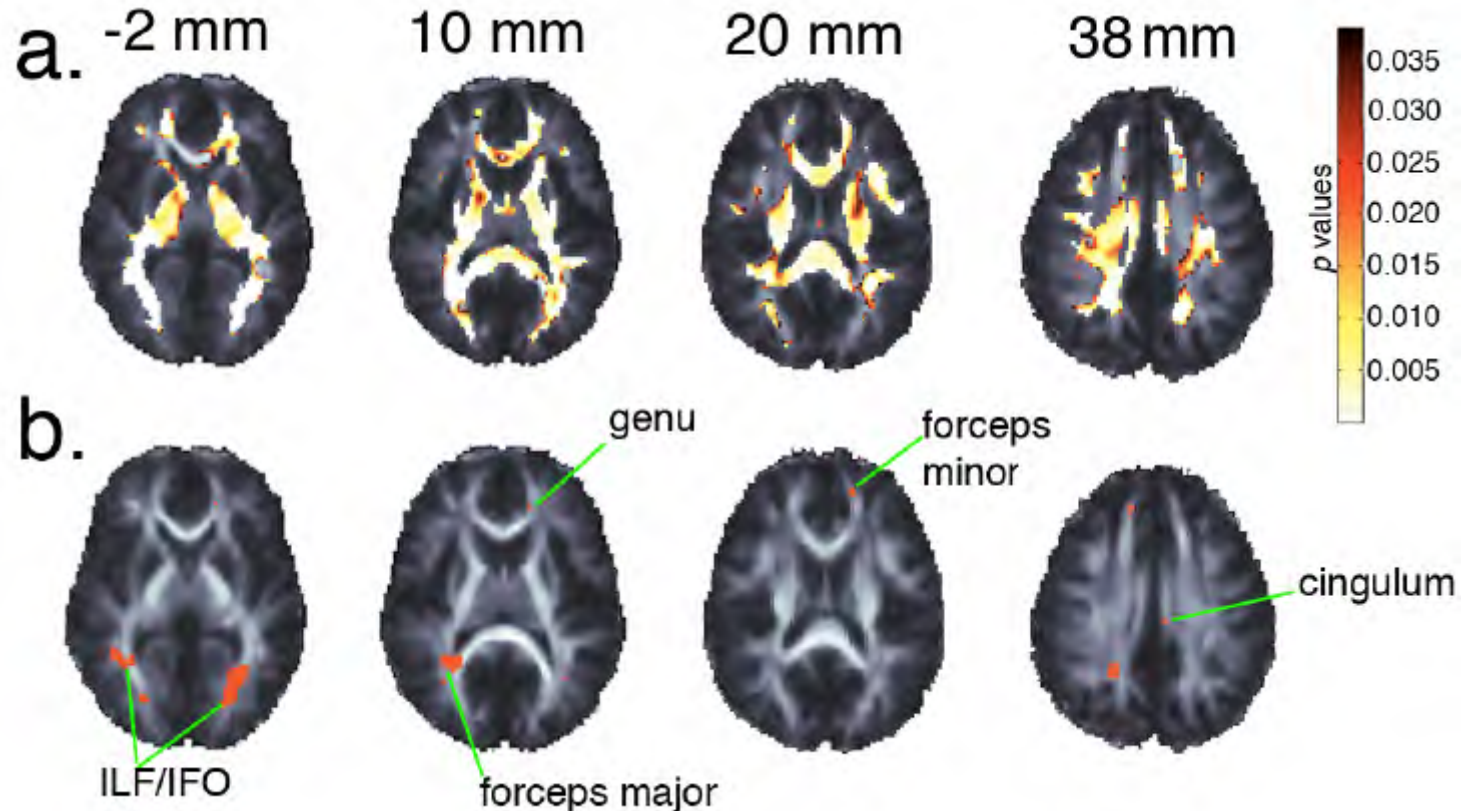 a.
-2 mm
10 mm
20 mm
38 mm
0.035
0.030
0.025
0.020
0.015
0.010
0.005
p values
b.
genu
forceps
minor
cingulum
ILF/IFO
forceps major